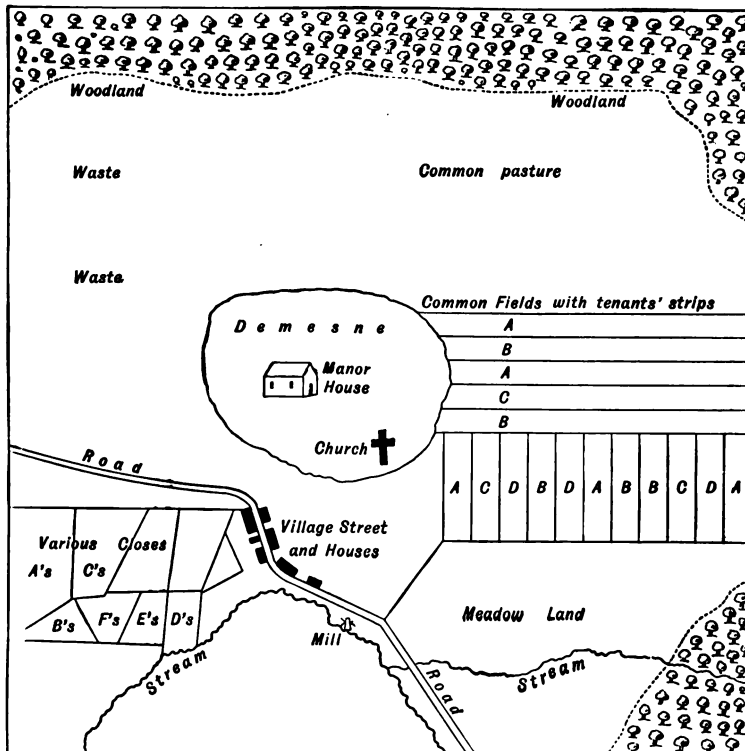 Woodland
Woodland
Waste
Common pasture
Waste
Common Fields with tenants' strips
Demesne
A
B
A
C
B
Manor
House
Church
Road
A C D B D A B B C D A
Village Street
and Houses
Various Closes
A's
C's
B's
F's
E's
D's
Meadow Land
Mill
Stream
Road
Stream